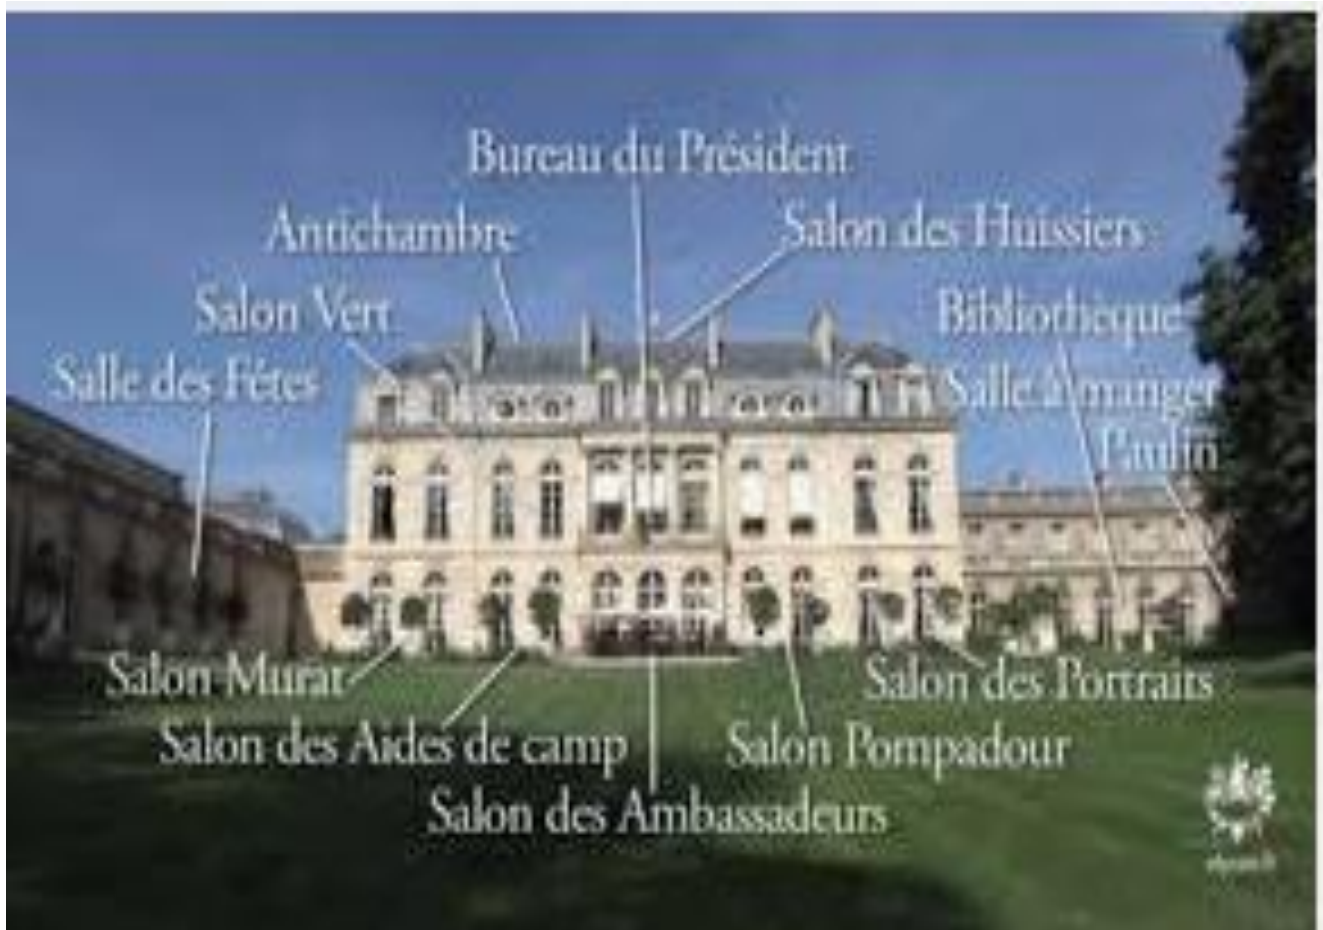 Bureau du Président
Antichambre
Salon des Huissiers
Salon Vert
Bibliothèque
Salle des Fêtes
Salle à manger
Paulin
Salon Murat
Salon des Portraits
Salon des Aides de camp
Salon Pompadour
Salon des Ambassadeurs